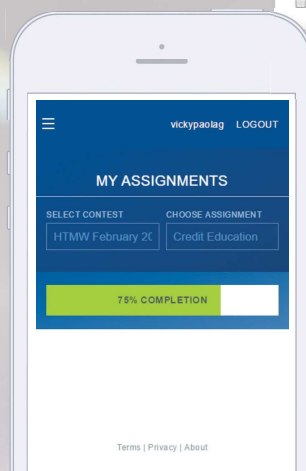 vickypaolag LOGOUT
MY ASSIGNMENTS
SELECT CONTEST CHOOSE ASSIGNMENT
HTMW February 20 Credit Education
75% COMPLETION
Terms | Privacy | About